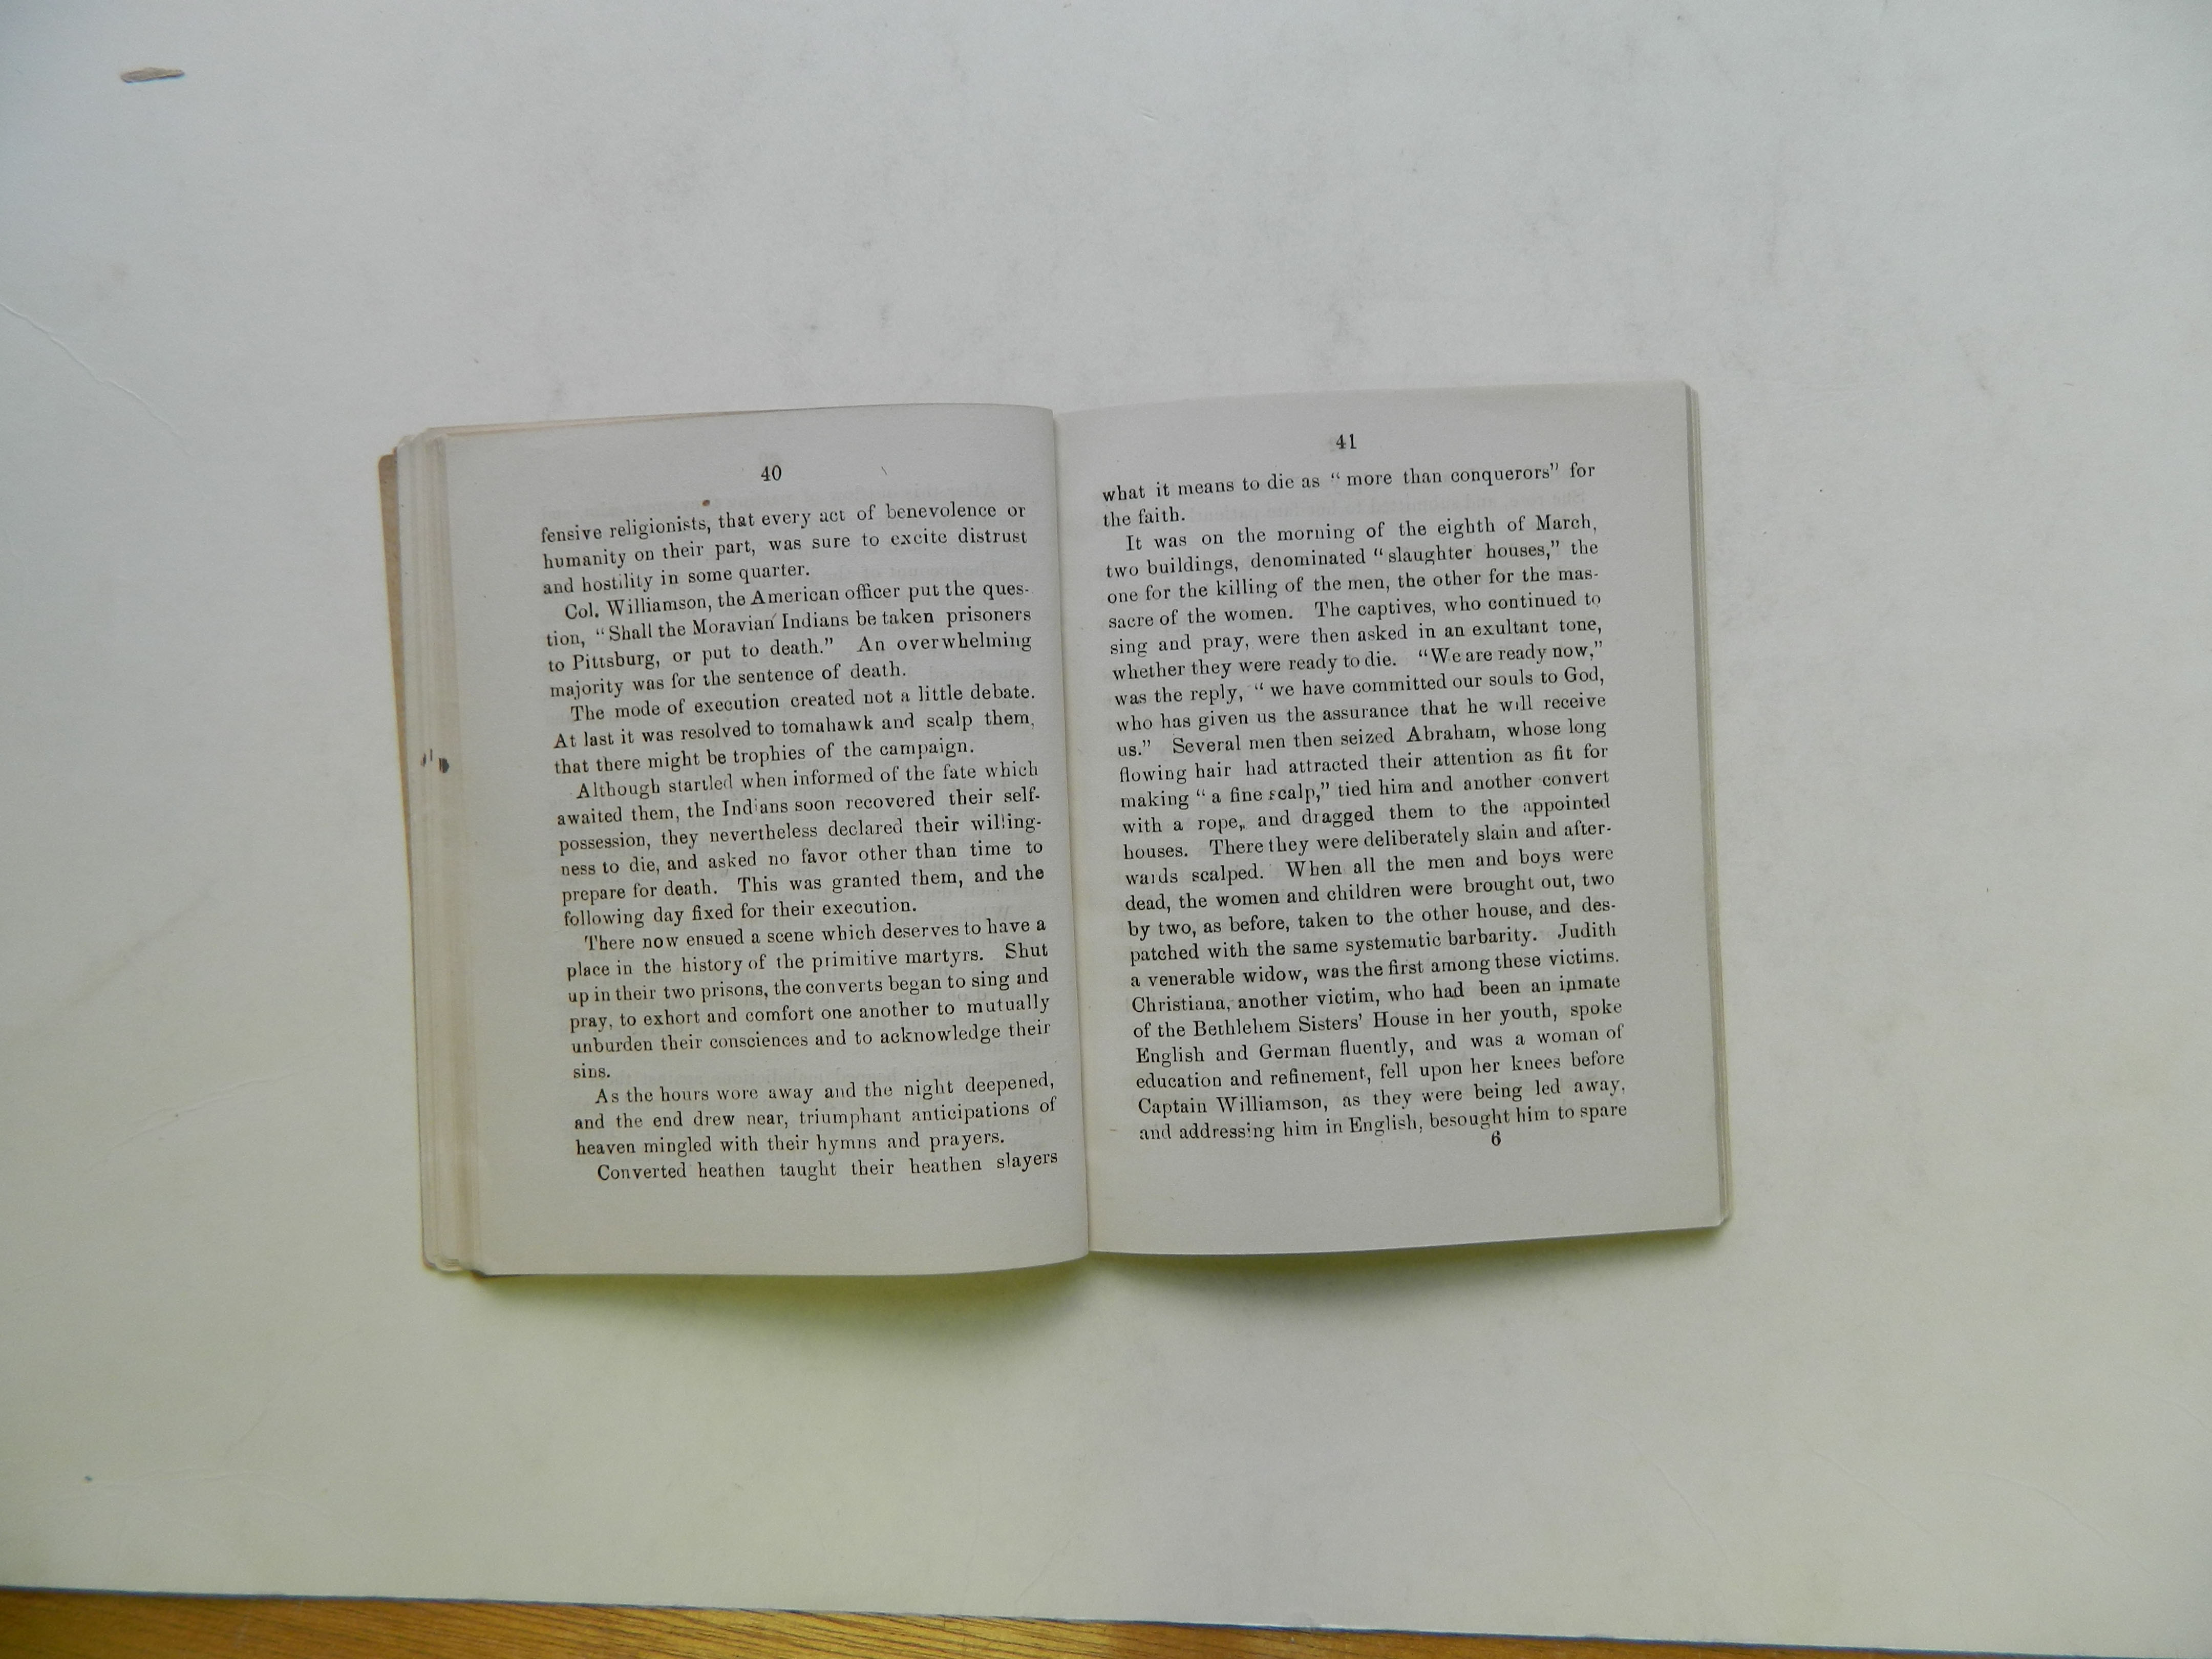 40
fensive religionists, that every act of benevolence or
humanity on their part, was sure to excite distrust
and hostility in some quarter.
Col. Williamson, the American officer put the ques-
tion, "Shall the Moravian Indians be taken prisoners
to Pittsburg, or put to death." An overwhelming
majority was for the sentence of death.
The mode of execution created not a little debate.
At last it was resolved to tomahawk and scalp them,
that there might be trophies of the campaign.
Although startled when informed of the fate which
awaited them, the Indians soon recovered their self-
possession, they nevertheless declared their willing-
ness to die, and asked no favor other than time to
prepare for death. This was granted them, and the
following day fixed for their execution.
There now ensued a scene which deserves to have a
place in the history of the primitive martyrs. Shut
up in their two prisons, the converts began to sing and
pray, to exhort and comfort one another to mutually
unburden their consciences and to acknowledge their
sins.
As the hours wore away and the night deepened,
and the end drew near, triumphant anticipations of
heaven mingled with their hymns and prayers.
Converted heathen taught their heathen slayers
41
what it means to die as "more than conquerors" for
the faith.
It was on the morning of the eighth of March,
two buildings, denominated "slaughter houses," the
one for the killing of the men, the other for the mas-
sacre of the women. The captives, who continued to
sing and pray, were then asked in an exultant tone,
whether they were ready to die. "We are ready now,"
was the reply, "we have committed our souls to God,
who has given us the assurance that he will receive
us." Several men then seized Abraham, whose long
flowing hair had attracted their attention as fit for
making "a fine scalp," tied him and another convert
with a rope, and dragged them to the appointed
houses. There they were deliberately slain and after-
wards scalped. When all the men and boys were
dead, the women and children were brought out, two
by two, as before, taken to the other house, and des-
patched with the same systematic barbarity. Judith
a venerable widow, was the first among these victims.
Christiana, another victim, who had been an inmate
of the Bethlehem Sisters' House in her youth, spoke
English and German fluently, and was a woman of
education and refinement, fell upon her knees before
Captain Williamson, as they were being led away,
and addressing him in English, besought him to spare
6